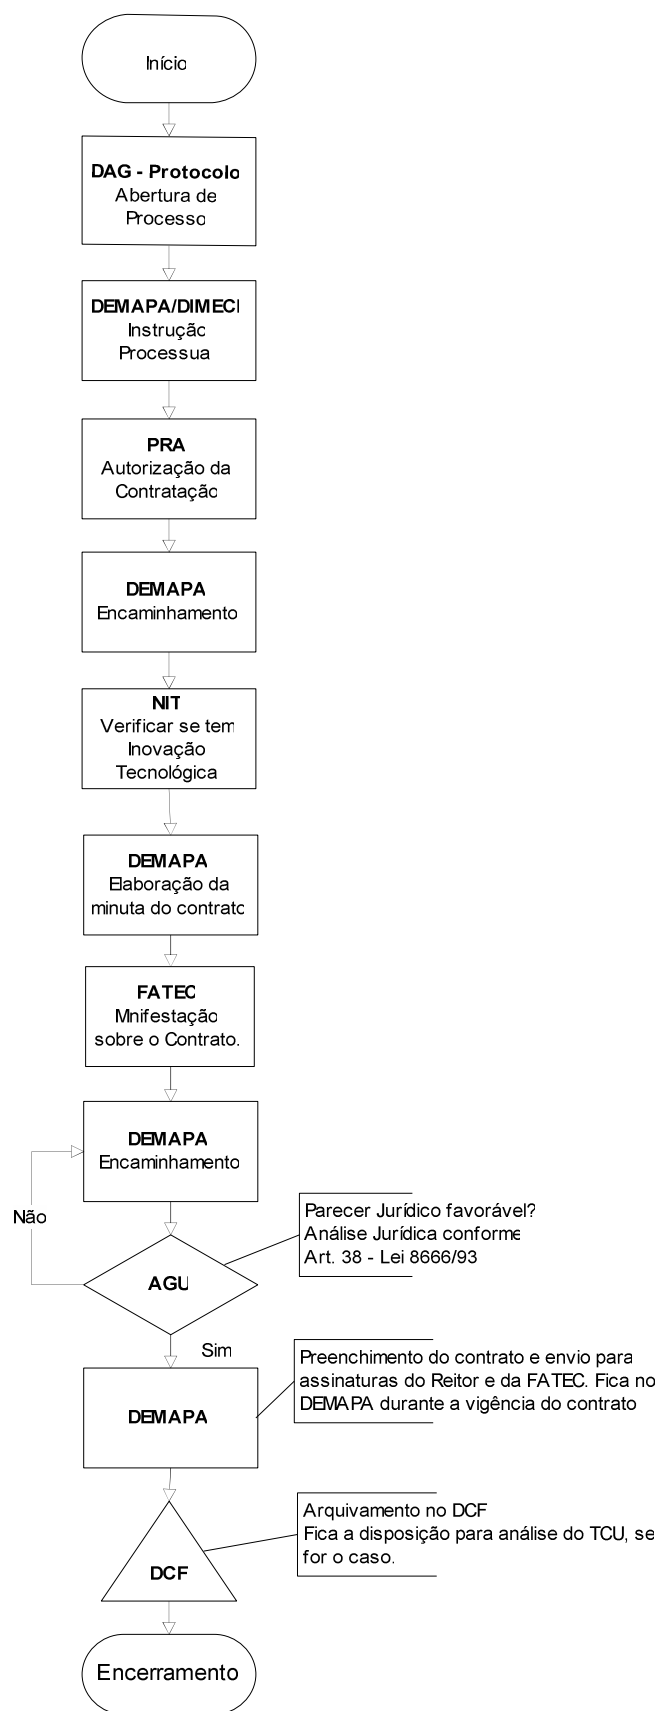 Início
DAG - Protocolo
Abertura de
Processo
DEMAPA/DIMECI
Instrução
Processua
PRA
Autorização da
Contratação
DEMAPA
Encaminhamento
NIT
Verificar se tem
Inovação
Tecnológica
DEMAPA
Elaboração da
minuta do contrato
FATEC
Mnifestação
sobre o Contrato.
DEMAPA
Encaminhamento
Não
Parecer Jurídico favorável?
Análise Jurídica conforme
Art. 38 - Lei 8666/93
AGU
Sim
Preenchimento do contrato e envio para
assinaturas do Reitor e da FATEC. Fica no
DEMAPA durante a vigência do contrato
DEMAPA
Arquivamento no DCF
Fica a disposição para análise do TCU, se
for o caso.
DCF
Encerramento